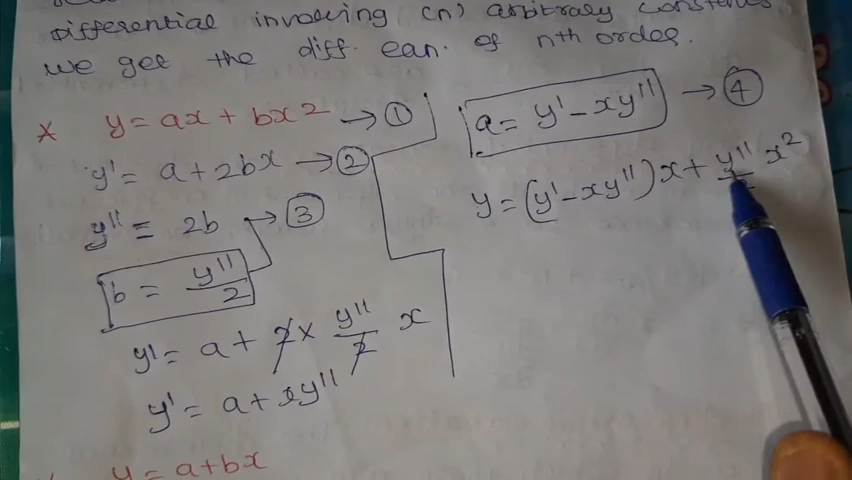 differential involving (n) arbitrary constants
we get the diff. eqn. of nth order.
* y = ax + bx2 → ①
y' = a + 2bx → ②
y'' = 2b → ③
b = y''/2
y' = a + 2 x y''/2 x
y' = a + xy''
y = a+bx
a = y' - xy'' → ④
y = (y' - xy'')x + y''/2 x²